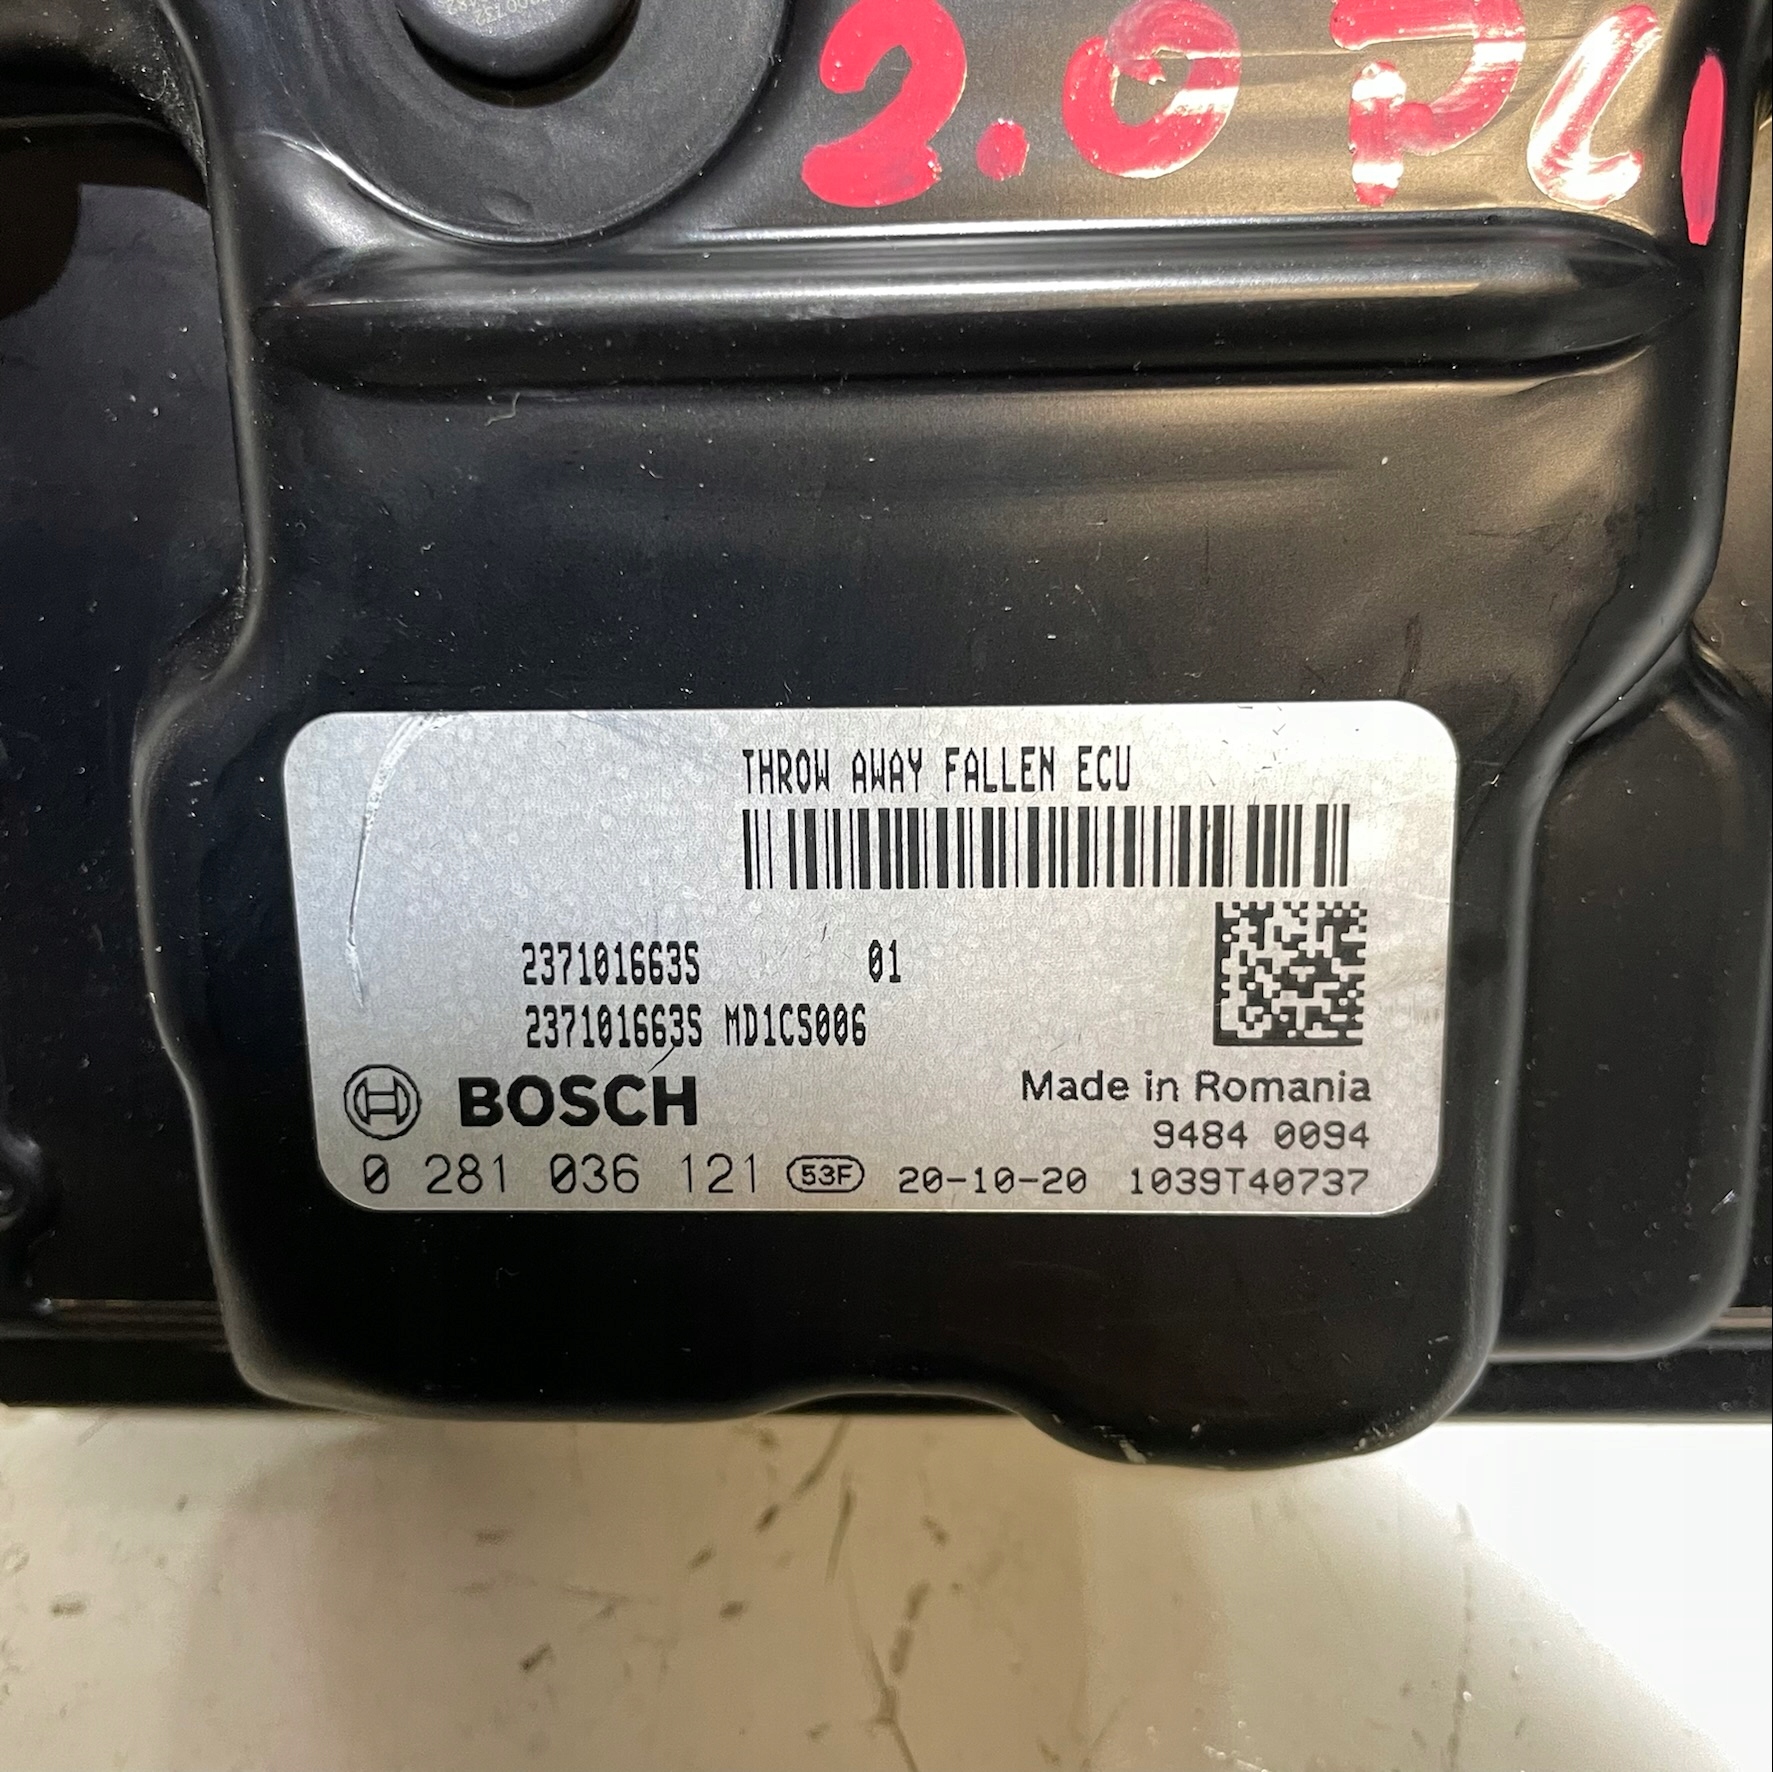 2.0 DCI
THROW AWAY FALLEN ECU
237101663S 01
237101663S MD1CS006
BOSCH
Made in Romania
9484 0094
0 281 036 121 53F 20-10-20 1039T40737